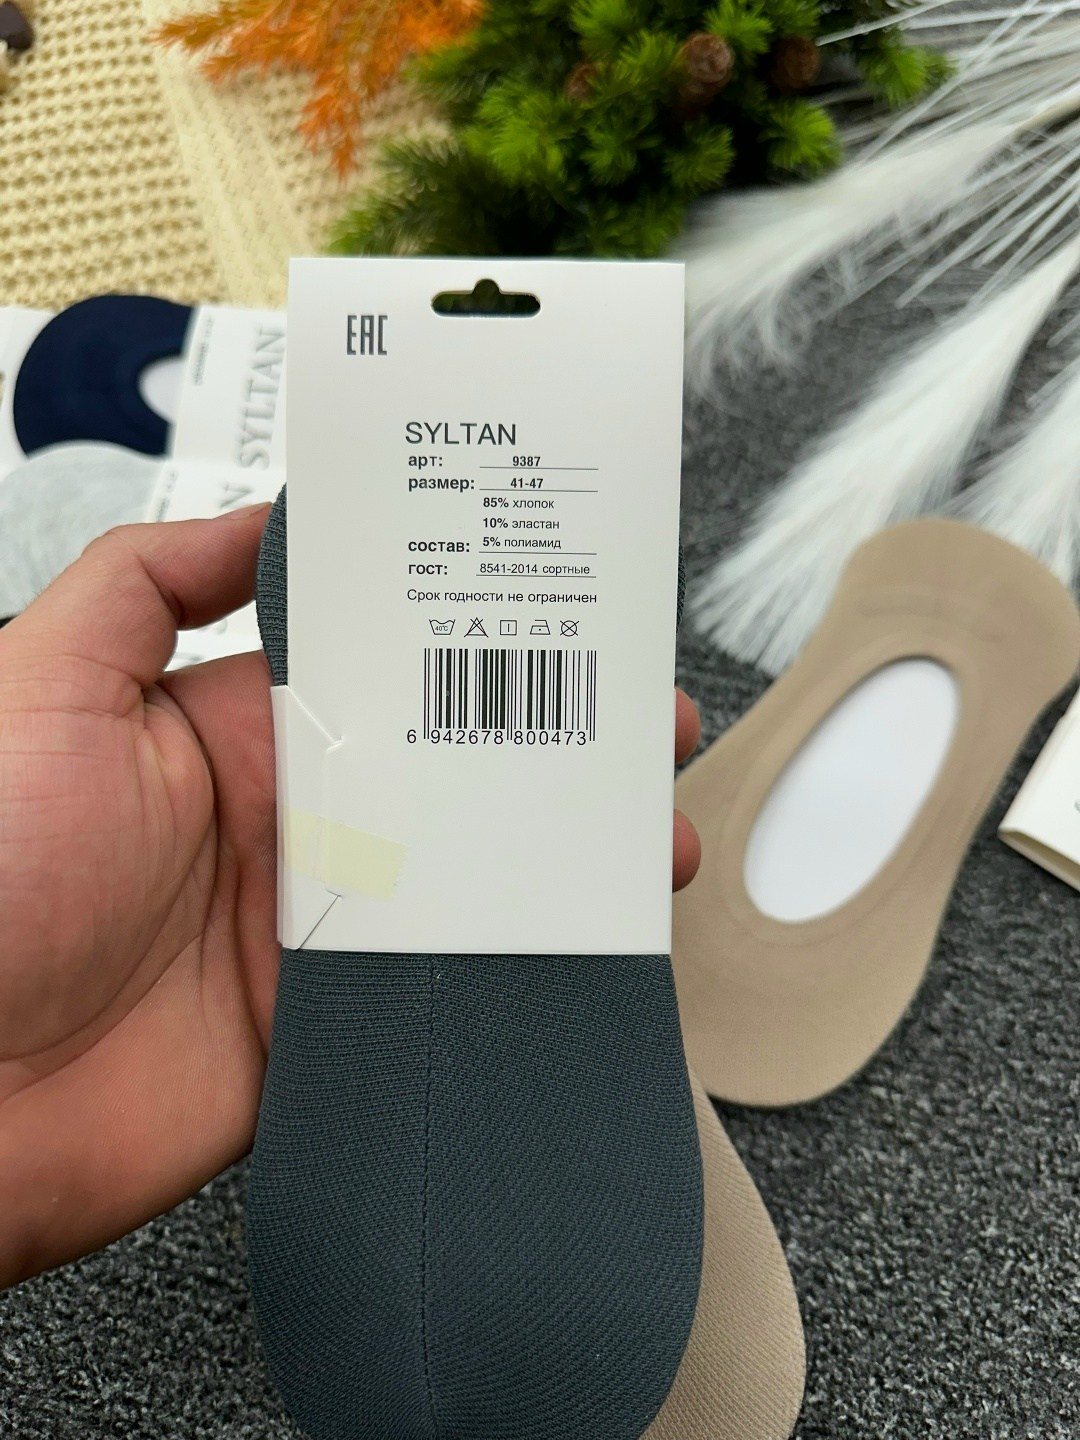 EAC
SYLTAN
арт: 9387
размер: 41-47
85% хлопок
10% эластан
состав: 5% полиамид
гост: 8541-2014 сортные
Срок годности не ограничен
40°C
6 942678 800473
SYLTAN